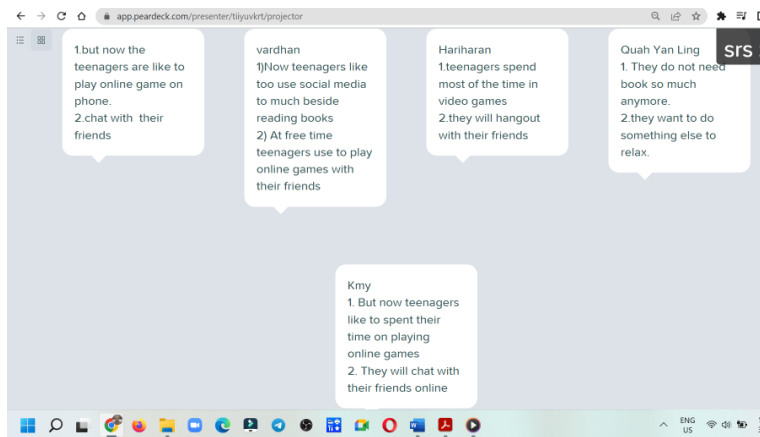 app.peardeck.com/presenter/tiiyuvkrt/projector
srs
1.but now the
teenagers are like to
play online game on
phone.
2.chat with their
friends
vardhan
1)Now teenagers like
too use social media
to much beside
reading books
2) At free time
teenagers use to play
online games with
their friends
Hariharan
1.teenagers spend
most of the time in
video games
2.they will hangout
with their friends
Quah Yan Ling
1. They do not need
book so much
anymore.
2.they want to do
something else to
relax.
Kmy
1. But now teenagers
like to spent their
time on playing
online games
2. They will chat with
their friends online
ENG
US